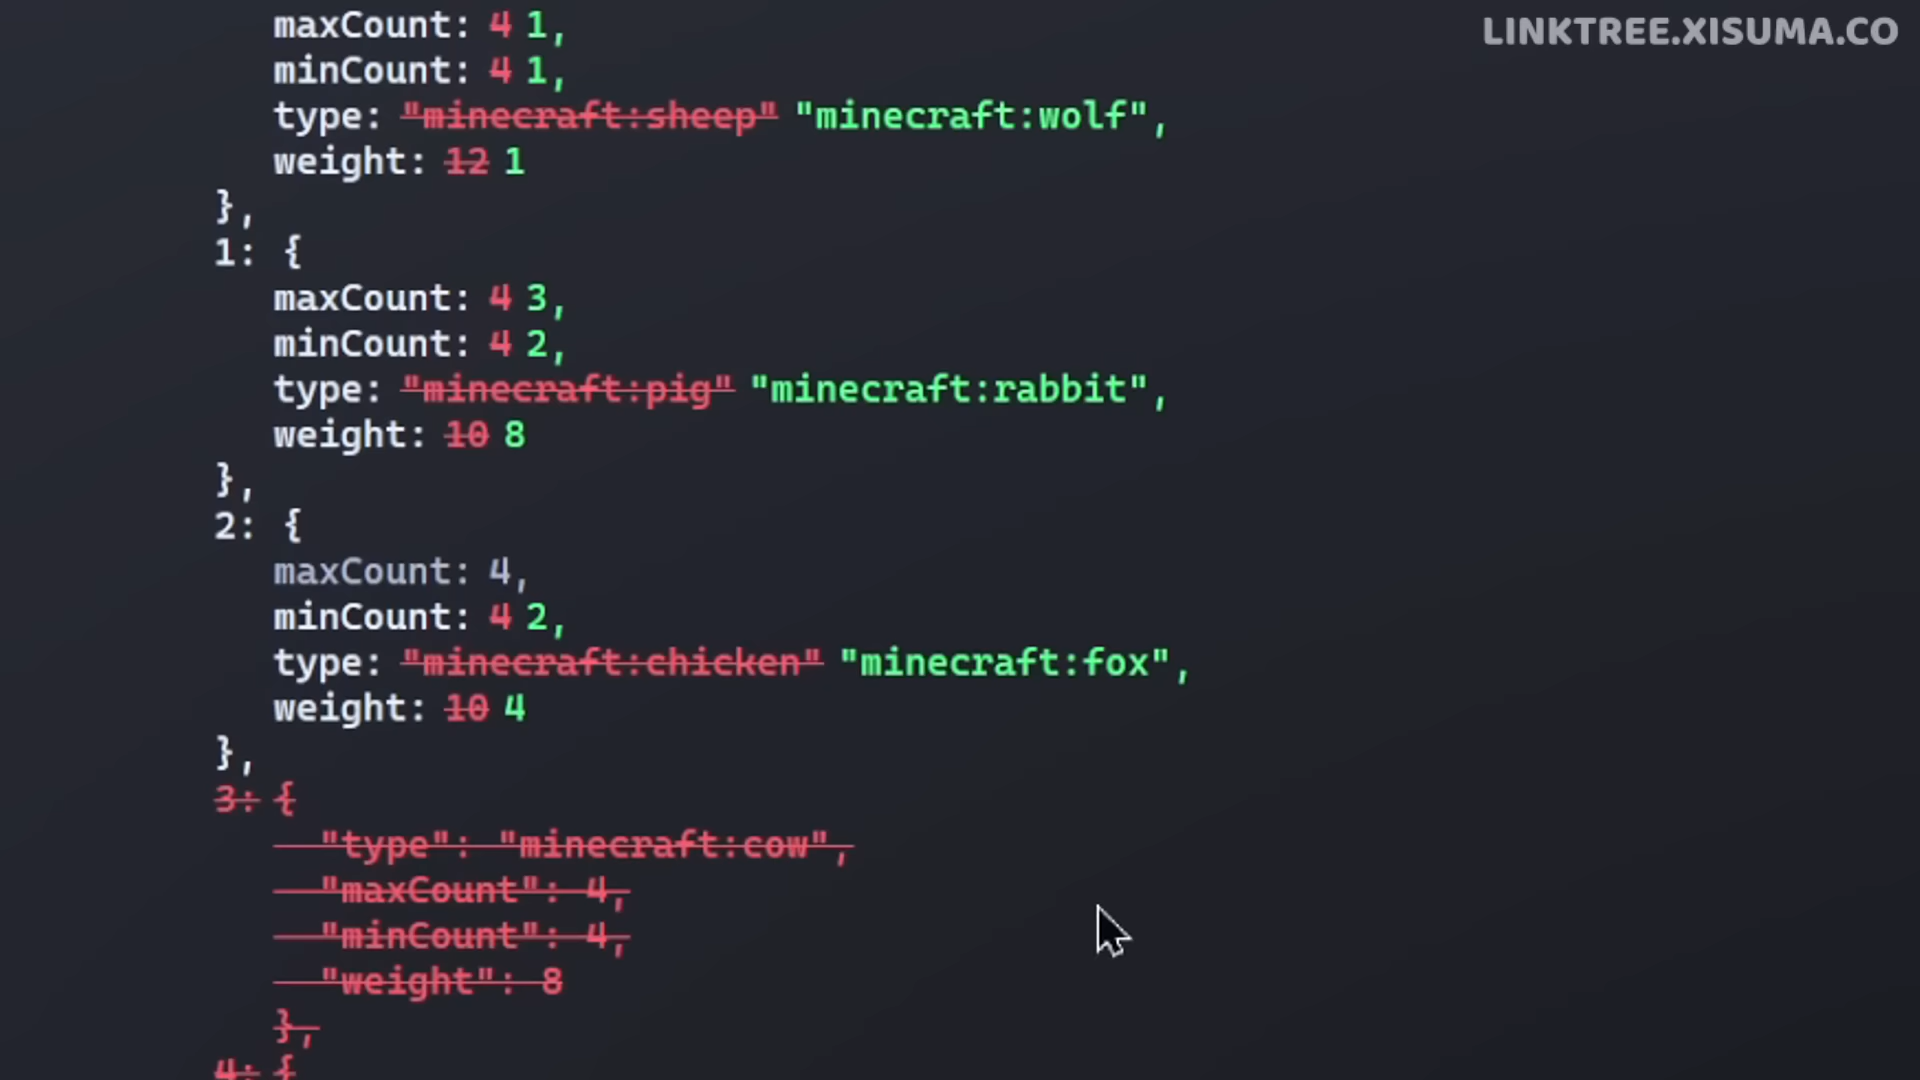 LINKTREE.XISUMA.CO
maxCount: 4 1,
minCount: 4 1,
type: "minecraft:sheep" "minecraft:wolf",
weight: 12 1
},
1: {
maxCount: 4 3,
minCount: 4 2,
type: "minecraft:pig" "minecraft:rabbit",
weight: 10 8
},
2: {
maxCount: 4,
minCount: 4 2,
type: "minecraft:chicken" "minecraft:fox",
weight: 10 4
},
3: {
"type": "minecraft:cow",
"maxCount": 4,
"minCount": 4,
"weight": 8
},
4: {